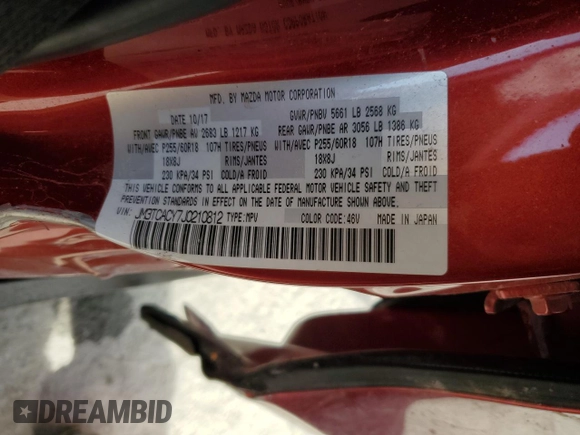 MFD. BY MAZDA MOTOR CORPORATION
DATE 10/17
GVWR/PNBV 5661 LB 2568 KG
FRONT GAWR/PNBE AV 2683 LB 1217 KG
REAR GAWR/PNBE AR 3056 LB 1386 KG
WITH/AVEC P255/60R18 107H TIRES/PNEUS
WITH/AVEC P255/60R18 107H TIRES/PNEUS
18X8J RIMS/JANTES
18X8J RIMS/JANTES
230 KPA/34 PSI COLD/A FROID
230 KPA/34 PSI COLD/A FROID
THIS VEHICLE CONFORMS TO ALL APPLICABLE FEDERAL MOTOR VEHICLE SAFETY AND THEFT
PREVENTION STANDARDS IN EFFECT ON THE DATE OF MANUFACTURE SHOWN ABOVE.
VIN: JM3TCACY7J0210812 TYPE:MPV COLOR CODE:46V MADE IN JAPAN
DREAMBID